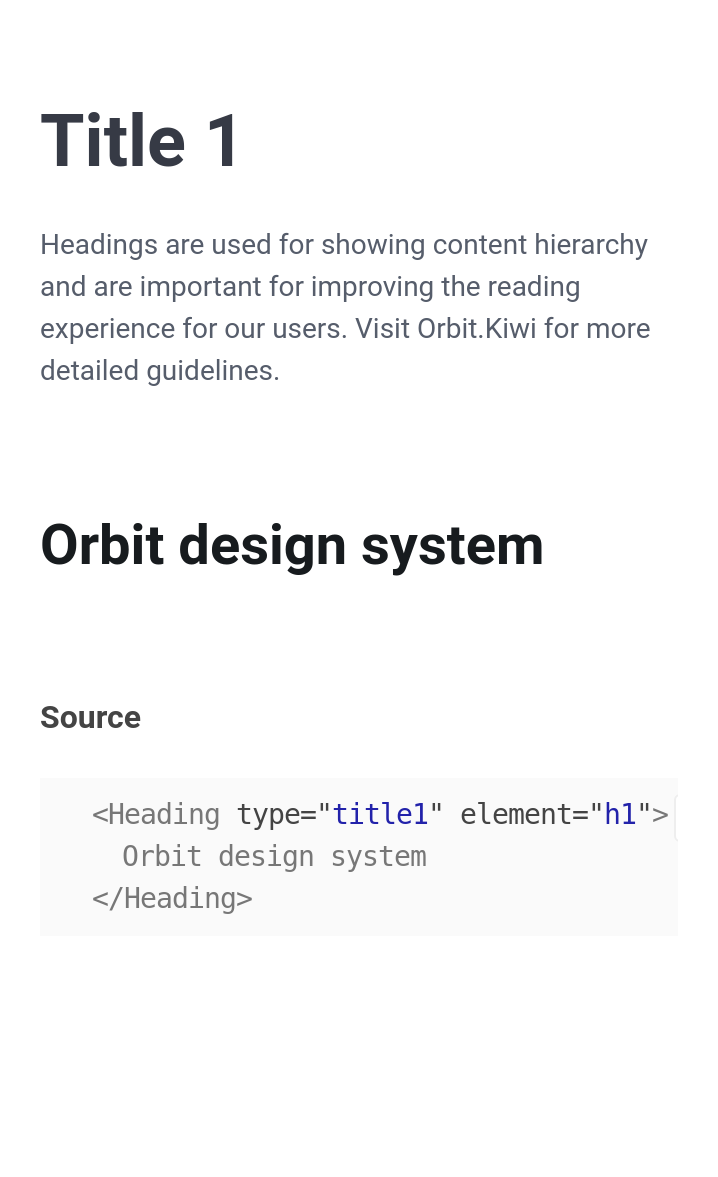 Title 1
Headings are used for showing content hierarchy
and are important for improving the reading
experience for our users. Visit Orbit.Kiwi for more
detailed guidelines.
Orbit design system
Source
<Heading type="title1" element="h1">
  Orbit design system
</Heading>